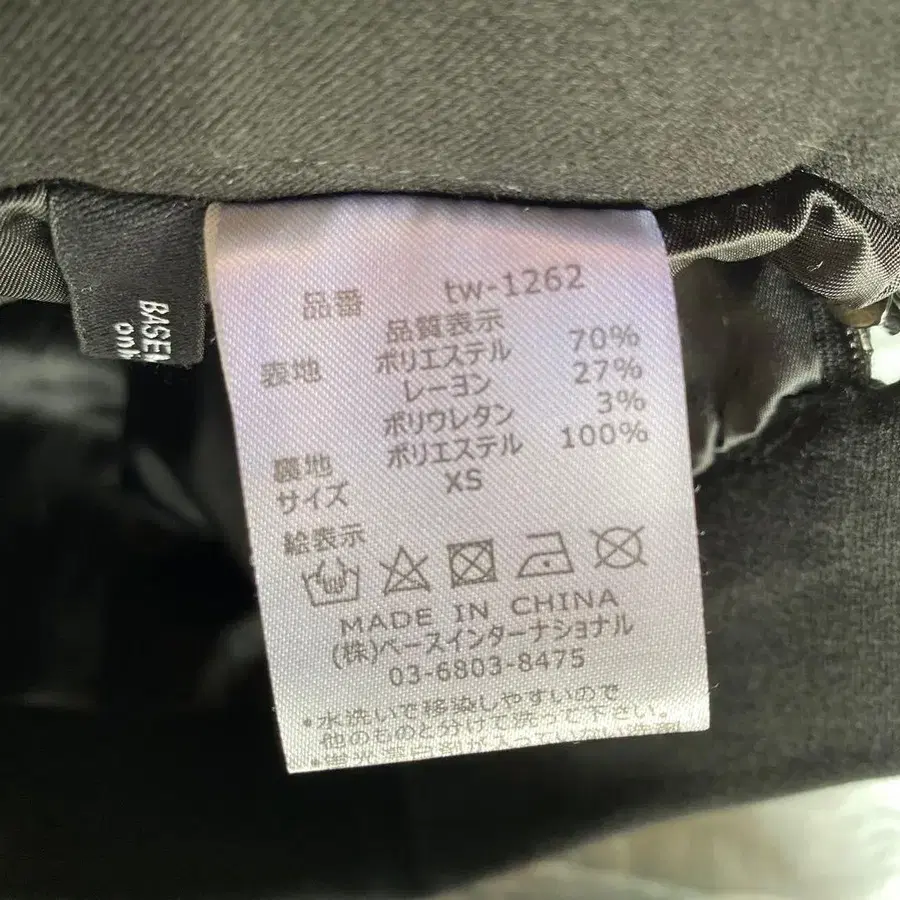 品番 tw-1262
品質表示
表地 ポリエステル 70%
レーヨン 27%
ポリウレタン 3%
裏地 ポリエステル 100%
サイズ XS
絵表示
MADE IN CHINA
(株)ベースインターナショナル
03-6803-8475
・水洗いで移染しやすいので
他のものと分けて洗って下さい。